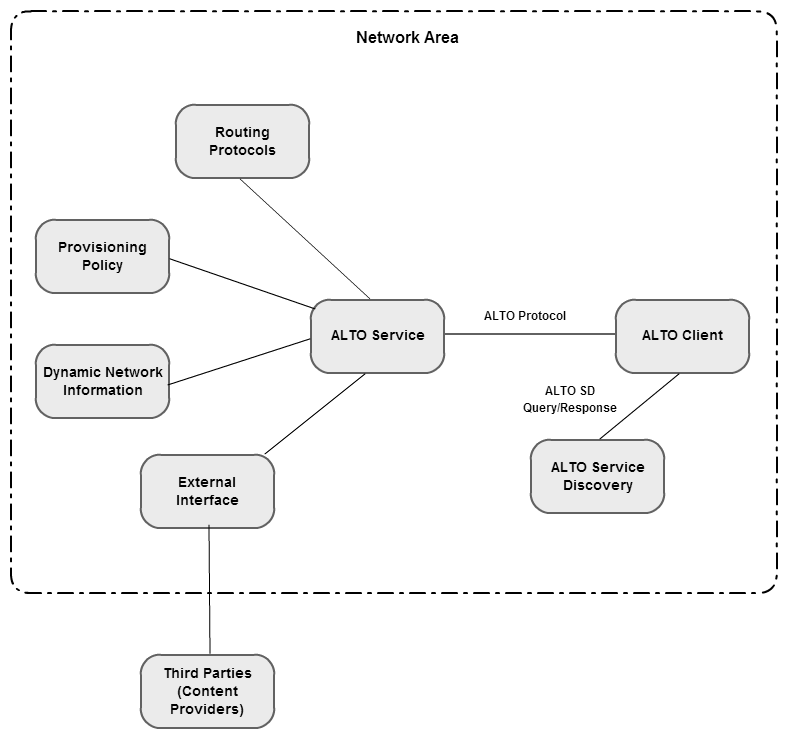 Network Area
Routing
Protocols
Provisioning
Policy
ALTO Service
ALTO Protocol
ALTO Client
Dynamic Network
Information
ALTO SD
Query/Response
External
Interface
ALTO Service
Discovery
Third Parties
(Content
Providers)